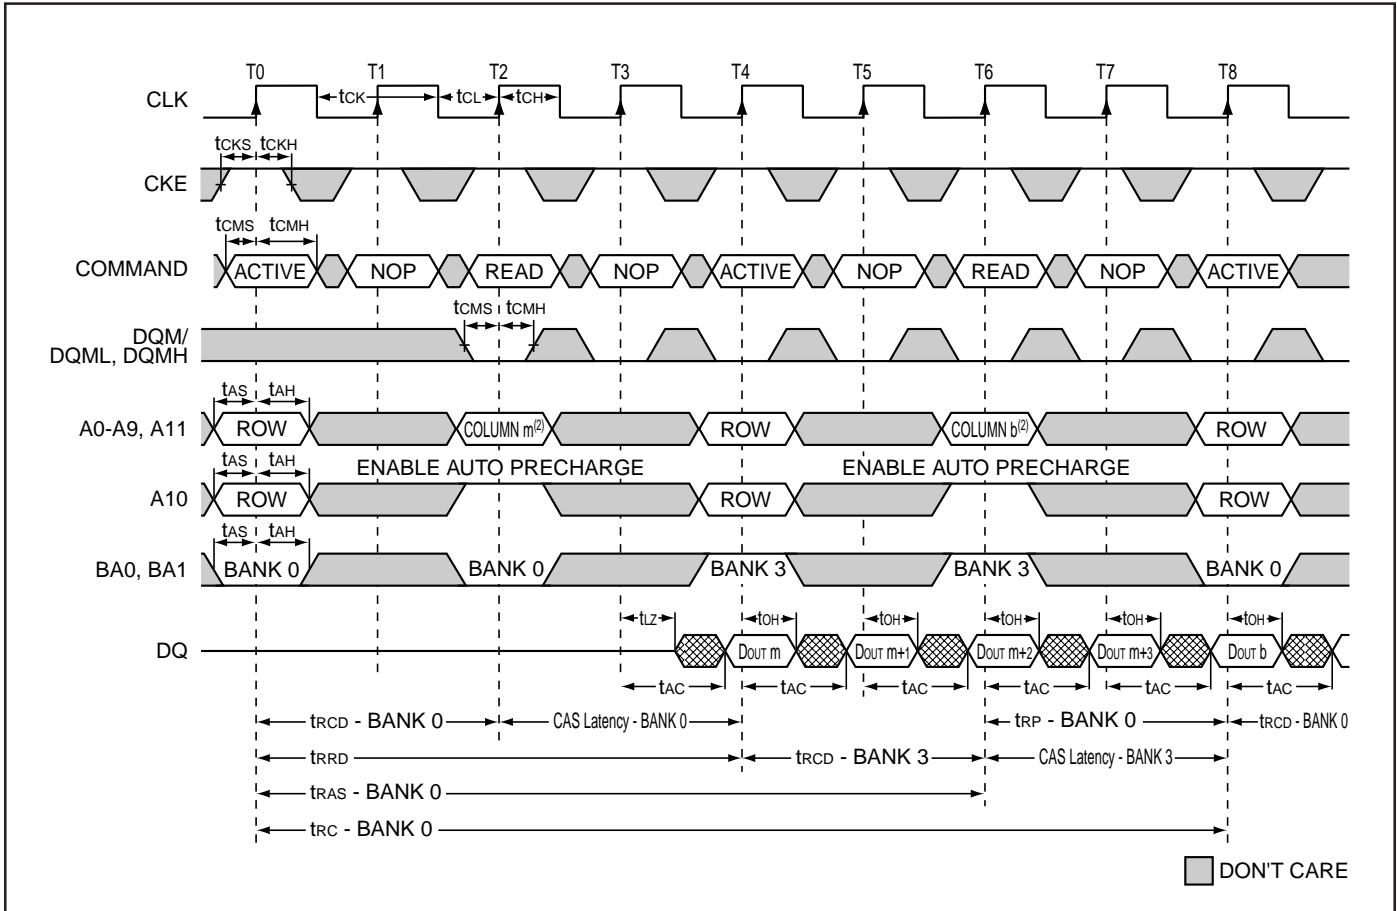 T0 T1 T2 T3 T4 T5 T6 T7 T8
CLK tCK tCL tCH
tCKS tCKH
CKE
tCMS tCMH
COMMAND ACTIVE NOP READ NOP ACTIVE NOP READ NOP ACTIVE
tCMS tCMH
DQM/
DQML, DQMH
tAS tAH
A0-A9, A11 ROW COLUMN m(2) ROW COLUMN b(2) ROW
tAS tAH ENABLE AUTO PRECHARGE ENABLE AUTO PRECHARGE
A10 ROW ROW ROW
tAS tAH
BA0, BA1 BANK 0 BANK 0 BANK 3 BANK 3 BANK 0
tLZ tOH tOH tOH tOH tOH
DQ DOUT m DOUT m+1 DOUT m+2 DOUT m+3 DOUT b
tAC tAC tAC tAC tAC tAC
tRCD - BANK 0 CAS Latency - BANK 0 tRP - BANK 0 tRCD - BANK 0
tRRD tRCD - BANK 3 CAS Latency - BANK 3
tRAS - BANK 0
tRC - BANK 0
DON'T CARE